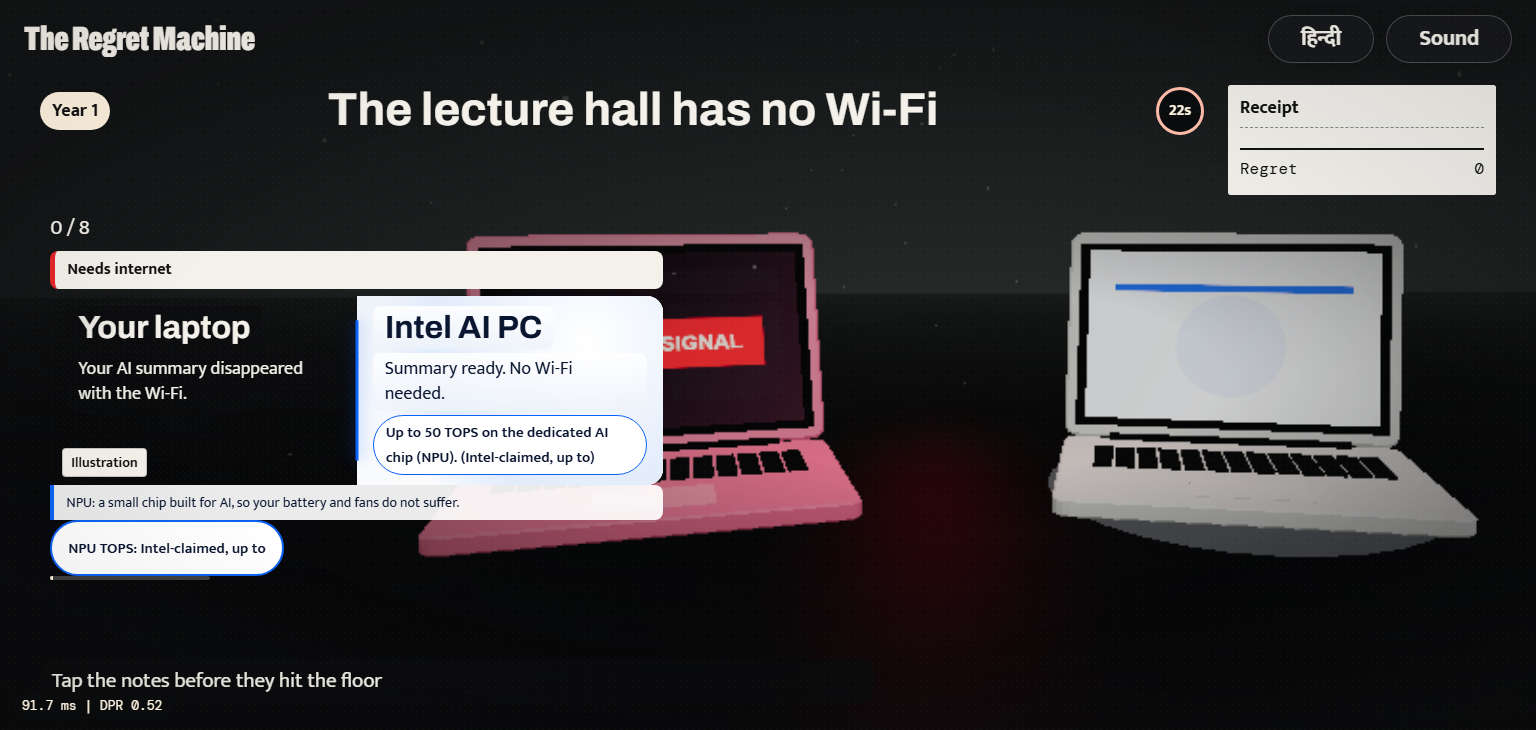 The Regret Machine
हिन्दी
Sound
Year 1
The lecture hall has no Wi-Fi
22s
Receipt
Regret 0
0 / 8
Needs internet
Your laptop
Your AI summary disappeared
with the Wi-Fi.
Illustration
Intel AI PC
Summary ready. No Wi-Fi
needed.
Up to 50 TOPS on the dedicated AI
chip (NPU). (Intel-claimed, up to)
SIGNAL
NPU: a small chip built for AI, so your battery and fans do not suffer.
NPU TOPS: Intel-claimed, up to
Tap the notes before they hit the floor
91.7 ms | DPR 0.52